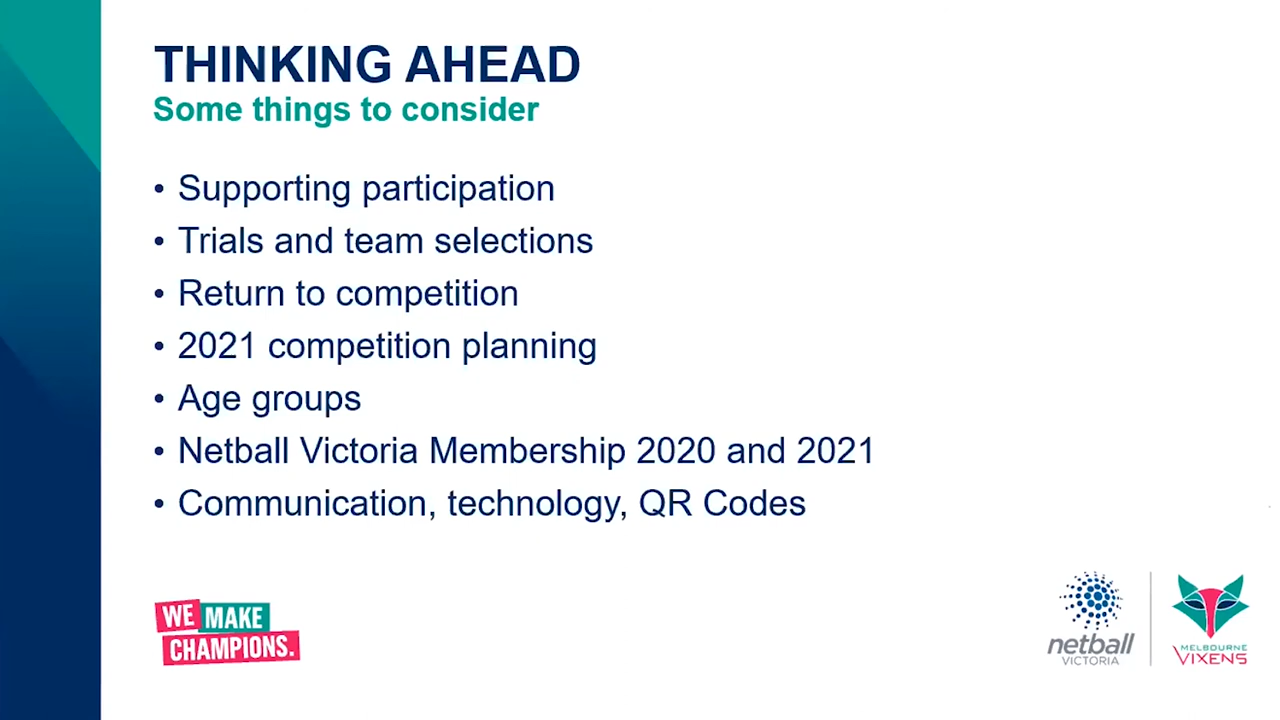 THINKING AHEAD
Some things to consider
• Supporting participation
• Trials and team selections
• Return to competition
• 2021 competition planning
• Age groups
• Netball Victoria Membership 2020 and 2021
• Communication, technology, QR Codes
WE MAKE
CHAMPIONS.
netball
VICTORIA
MELBOURNE
VIXENS